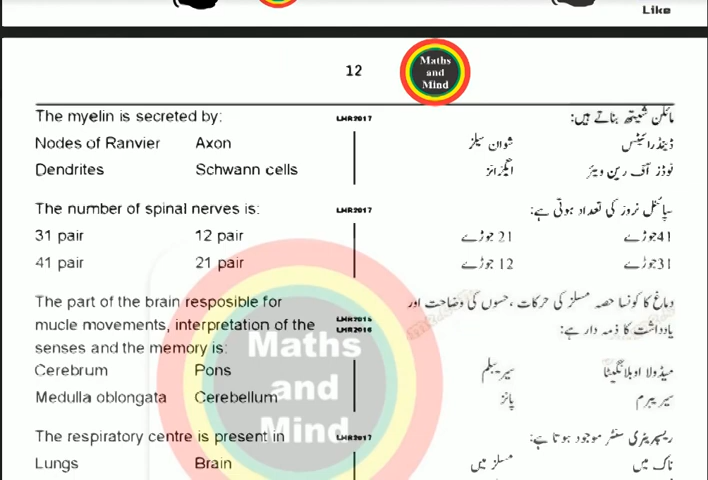 Like
12
Maths
and
Mind
The myelin is secreted by: LHR2017 مائلن شیتھ بناتے ہیں:
Nodes of Ranvier Axon شوان سیلز ڈینڈرائیٹس
Dendrites Schwann cells ایگزانز نوڈز آف رین ویئر
The number of spinal nerves is: LHR2017 سپائنل نروز کی تعداد ہوتی ہے:
31 pair 12 pair 21 جوڑے 41جوڑے
41 pair 21 pair 12 جوڑے 31جوڑے
The part of the brain resposible for دماغ کا کونسا حصہ مسلز کی حرکات ،حسوں کی وضاحت اور
mucle movements, interpretation of the LHR2015 LHR2016 یادداشت کا ذمہ دار ہے:
senses and the memory is:
Cerebrum Pons سیریبلم میڈولا اوبلانگیٹا
Medulla oblongata Cerebellum پانز سیریبرم
The respiratory centre is present in LHR2017 ریسپریٹری سنٹر موجود ہوتا ہے:
Lungs Brain مسلز میں ناک میں
Maths
and
Mind